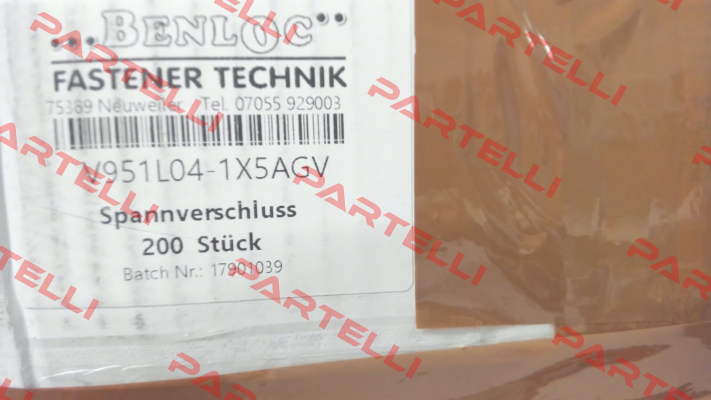 ...BENLOC"
FASTENER TECHNIK
75389 Neuweiler Tel. 07055 929003
V951L04-1X5AGV
Spannverschluss
200 Stück
Batch Nr.: 17901039
PARTELLI
PARTELLI
PARTELLI
PARTELLI
PARTELLI
PARTELLI
PARTELLI
PARTELLI